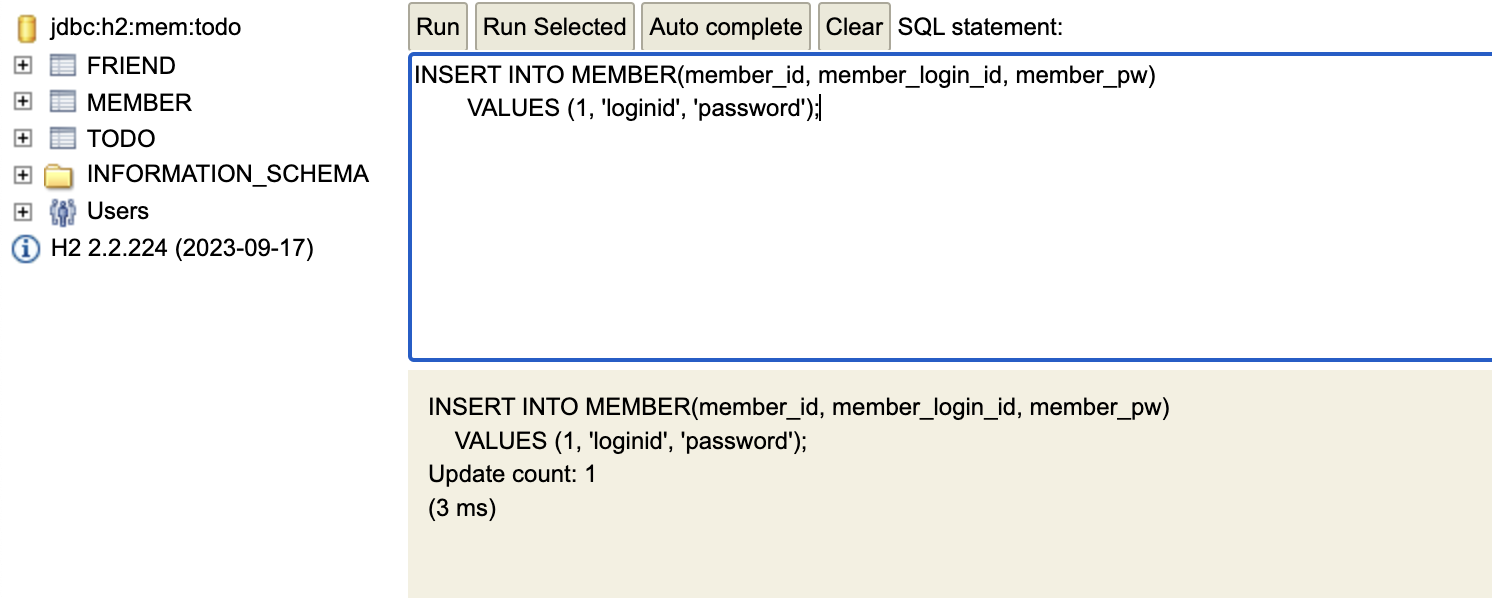 jdbc:h2:mem:todo
FRIEND
MEMBER
TODO
INFORMATION_SCHEMA
Users
H2 2.2.224 (2023-09-17)
Run Run Selected Auto complete Clear SQL statement:
INSERT INTO MEMBER(member_id, member_login_id, member_pw)
VALUES (1, 'loginid', 'password');
INSERT INTO MEMBER(member_id, member_login_id, member_pw)
VALUES (1, 'loginid', 'password');
Update count: 1
(3 ms)